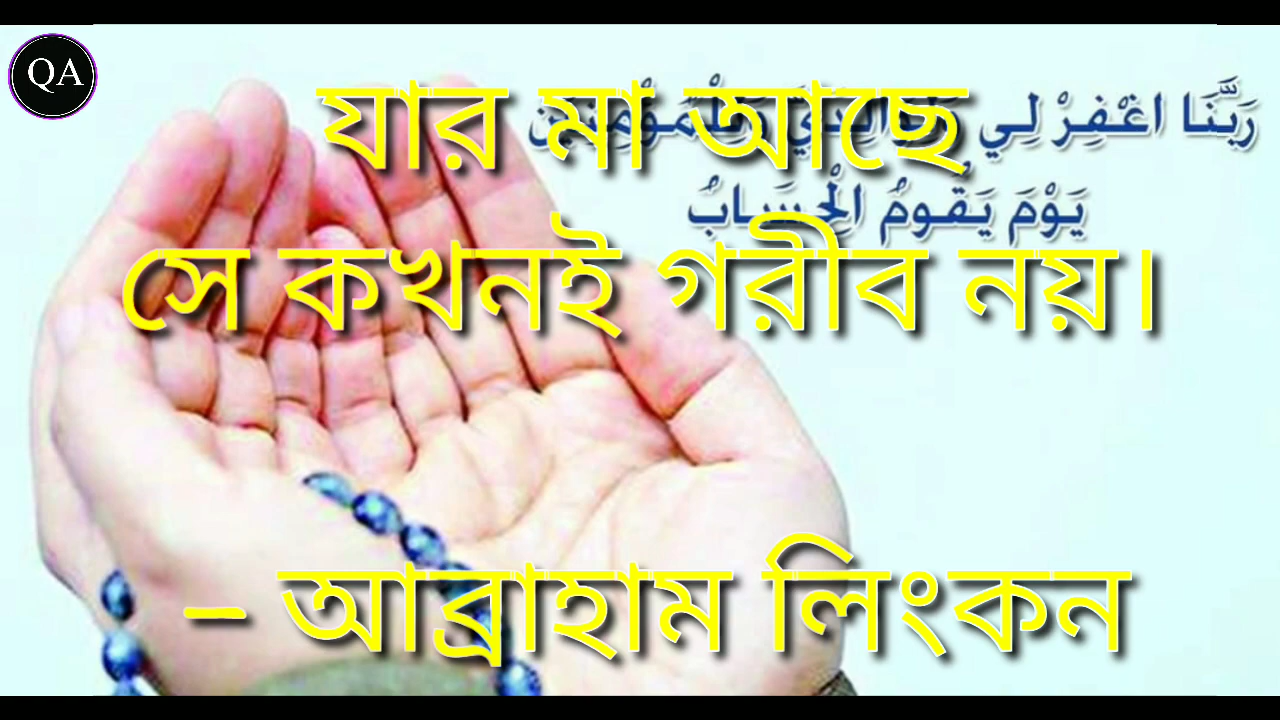 QA
رَبَّنَا اغْفِرْ لِي
يَوْمَ يَقُومُ الْحِسَابُ
যার মা আছে
সে কখনই গরীব নয়।
– আব্রাহাম লিংকন